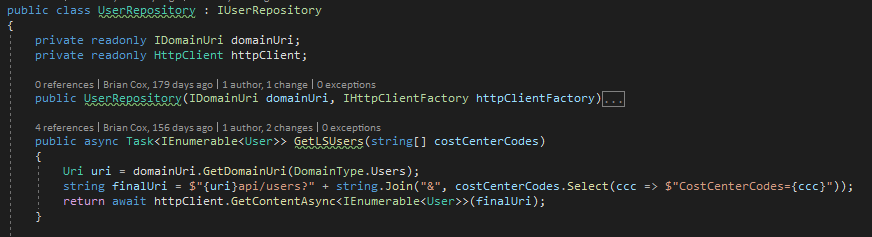 public class UserRepository : IUserRepository
{
private readonly IDomainUri domainUri;
private readonly HttpClient httpClient;
0 references | Brian Cox, 179 days ago | 1 author, 1 change | 0 exceptions
public UserRepository(IDomainUri domainUri, IHttpClientFactory httpClientFactory)...
4 references | Brian Cox, 156 days ago | 1 author, 2 changes | 0 exceptions
public async Task<IEnumerable<User>> GetLSUsers(string[] costCenterCodes)
{
Uri uri = domainUri.GetDomainUri(DomainType.Users);
string finalUri = $"{uri}api/users?" + string.Join("&", costCenterCodes.Select(ccc => $"CostCenterCodes={ccc}"));
return await httpClient.GetContentAsync<IEnumerable<User>>(finalUri);
}